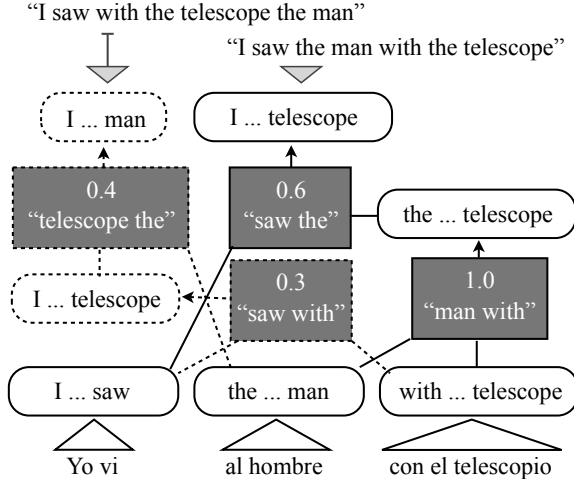 “I saw with the telescope the man”
“I saw the man with the telescope”
I ... man
I ... telescope
0.4
“telescope the”
0.6
“saw the”
the ... telescope
I ... telescope
0.3
“saw with”
1.0
“man with”
I ... saw
the ... man
with ... telescope
Yo vi
al hombre
con el telescopio